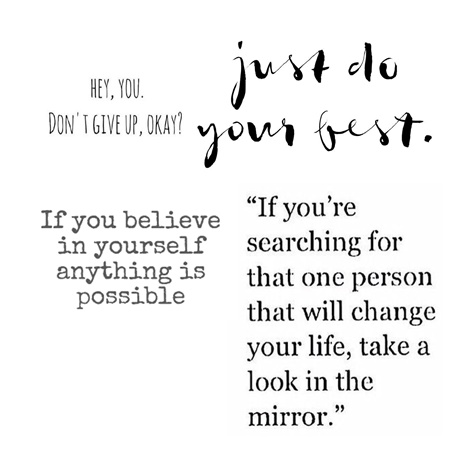 HEY, YOU.
DON'T GIVE UP, OKAY?
just do
your best.
If you believe
in yourself
anything is
possible
“If you’re
searching for
that one person
that will change
your life, take a
look in the
mirror.”